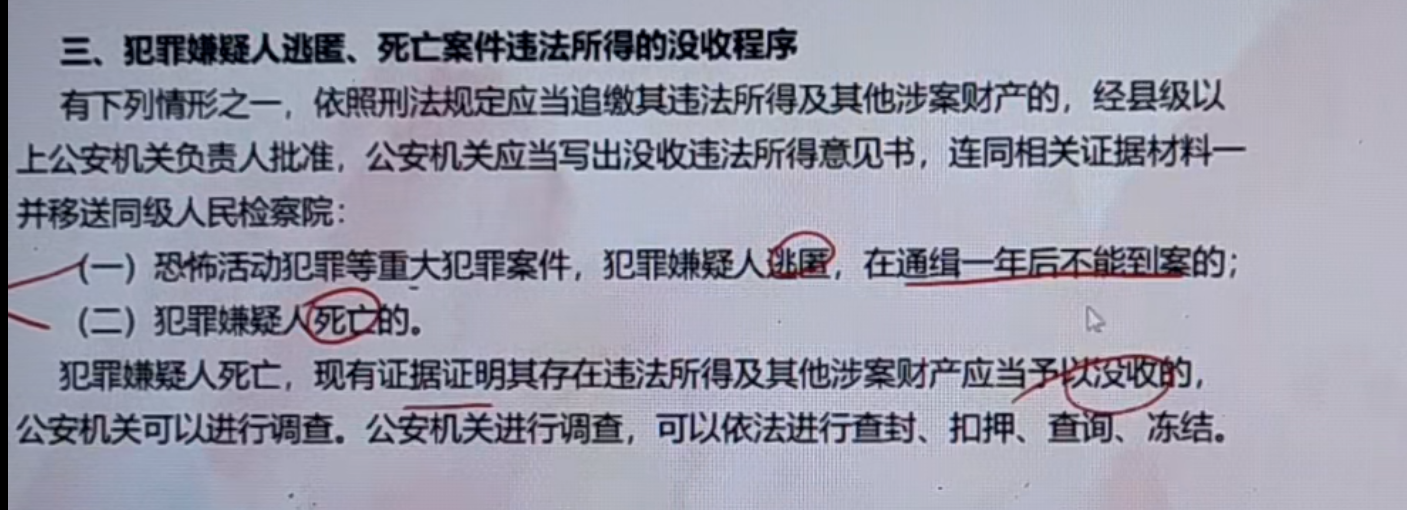 三、犯罪嫌疑人逃匿、死亡案件违法所得的没收程序
有下列情形之一，依照刑法规定应当追缴其违法所得及其他涉案财产的，经县级以
上公安机关负责人批准，公安机关应当写出没收违法所得意见书，连同相关证据材料一
并移送同级人民检察院：
（一）恐怖活动犯罪等重大犯罪案件，犯罪嫌疑人逃匿，在通缉一年后不能到案的；
（二）犯罪嫌疑人死亡的。
犯罪嫌疑人死亡，现有证据证明其存在违法所得及其他涉案财产应当予以没收的，
公安机关可以进行调查。公安机关进行调查，可以依法进行查封、扣押、查询、冻结。